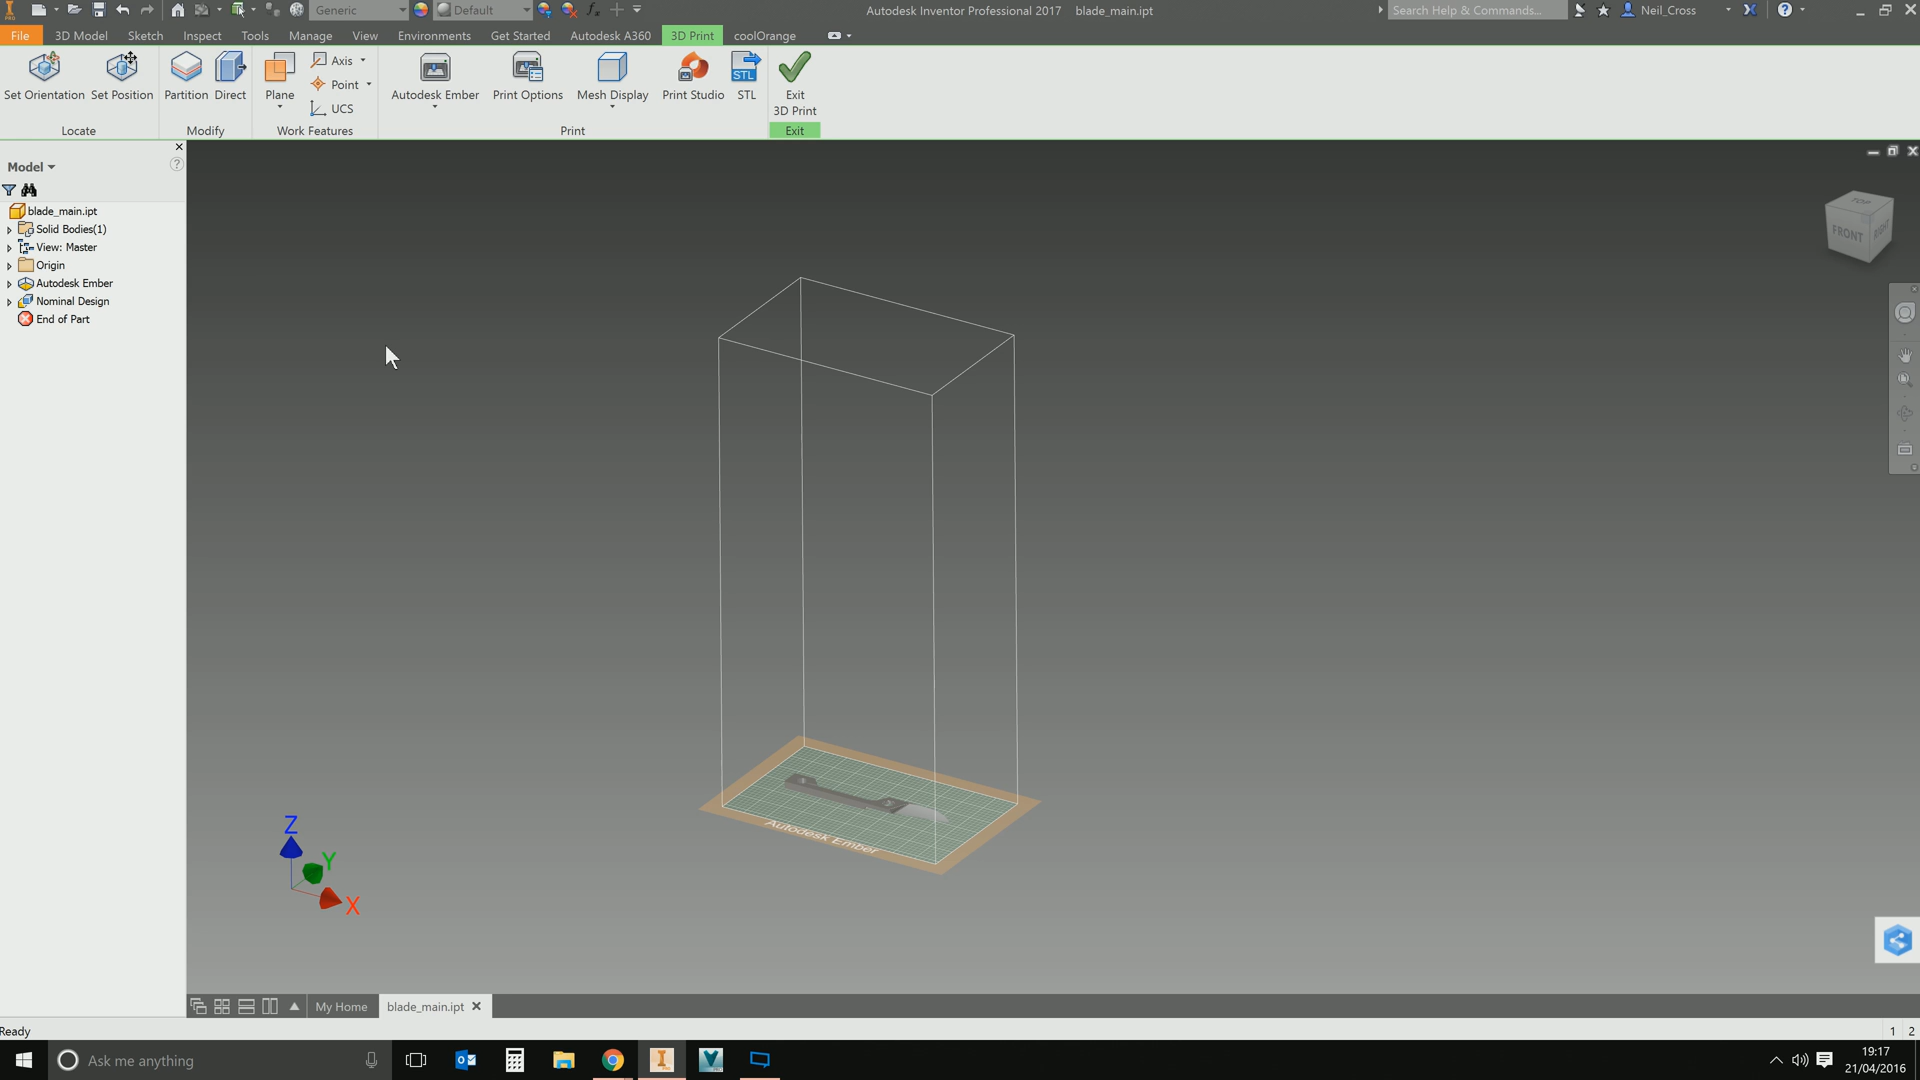 Generic
Default
Autodesk Inventor Professional 2017 blade_main.ipt
Search Help & Commands...
Neil_Cross
File 3D Model Sketch Inspect Tools Manage View Environments Get Started Autodesk A360 3D Print coolOrange
Set Orientation Set Position Partition Direct Plane Axis Point UCS Autodesk Ember Print Options Mesh Display Print Studio STL Exit 3D Print
Locate Modify Work Features Print Exit
Model
blade_main.ipt
Solid Bodies(1)
View: Master
Origin
Autodesk Ember
Nominal Design
End of Part
TOP
FRONT RIGHT
Autodesk Ember
Z
Y
X
My Home blade_main.ipt
Ready 1 2
Ask me anything
19:17
21/04/2016